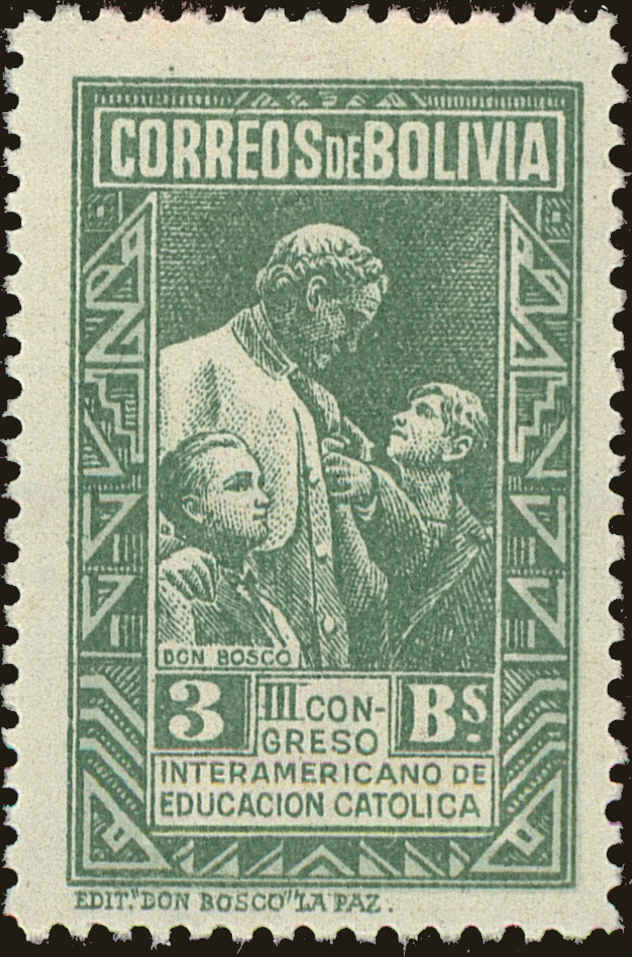 CORREOS DE BOLIVIA
DON BOSCO
3 III CON- Bs.
GRESO
INTERAMERICANO DE
EDUCACION CATOLICA
EDIT. "DON BOSCO" LA PAZ.